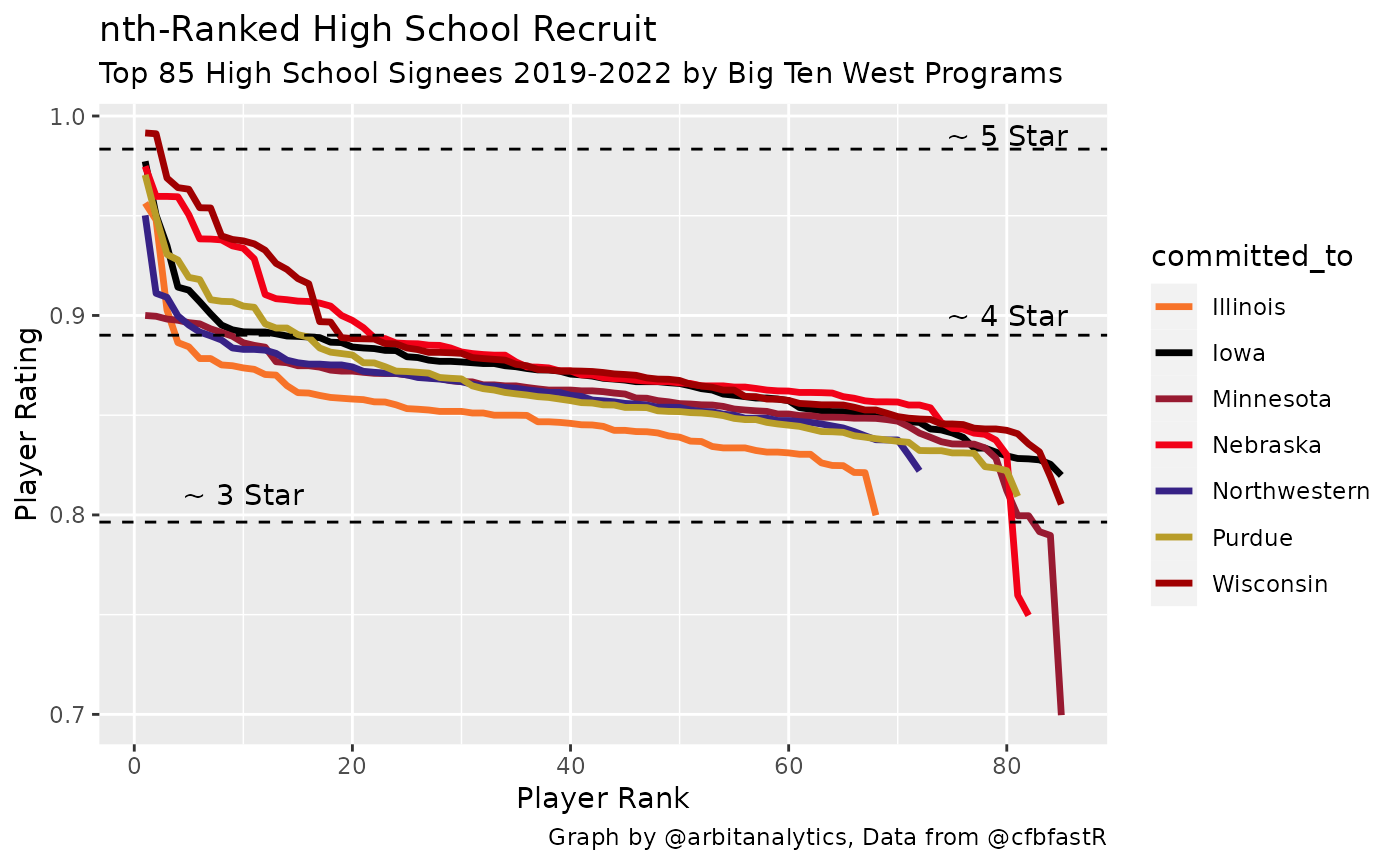 nth-Ranked High School Recruit
Top 85 High School Signees 2019-2022 by Big Ten West Programs
1.0
0.9
0.8
0.7
Player Rating
~ 5 Star
~ 4 Star
~ 3 Star
0
20
40
60
80
Player Rank
committed_to
Illinois
Iowa
Minnesota
Nebraska
Northwestern
Purdue
Wisconsin
Graph by @arbitanalytics, Data from @cfbfastR